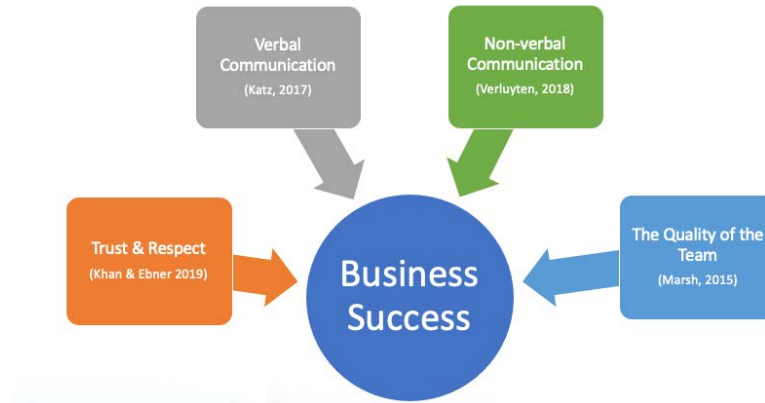 Verbal
Communication
(Katz, 2017)
Non-verbal
Communication
(Verluyten, 2018)
Trust & Respect
(Khan & Ebner 2019)
The Quality of the
Team
(Marsh, 2015)
Business
Success